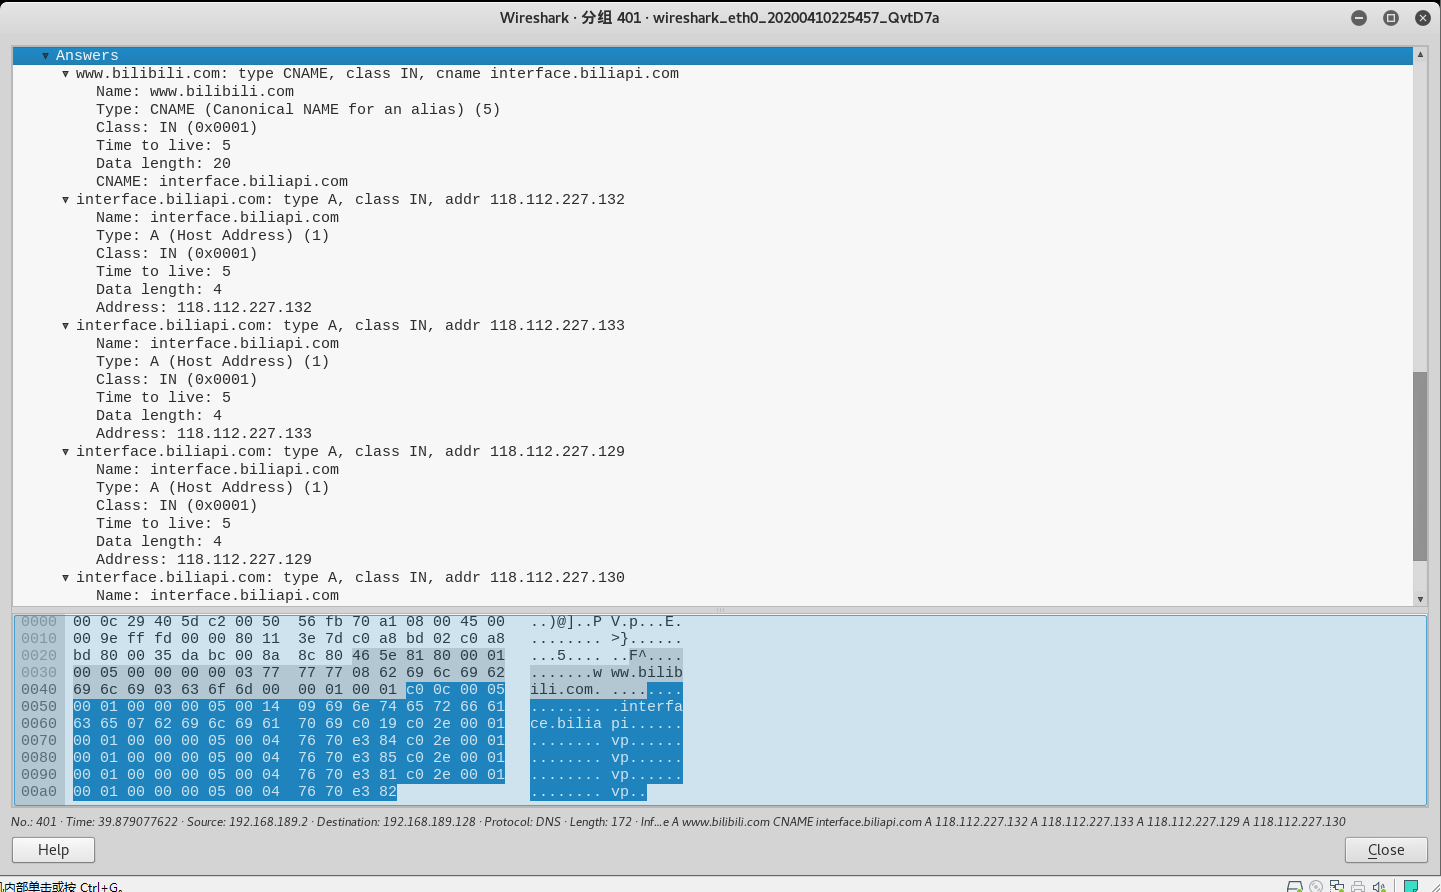 Wireshark · 分组 401 · wireshark_eth0_20200410225457_QvtD7a
Answers
www.bilibili.com: type CNAME, class IN, cname interface.biliapi.com
Name: www.bilibili.com
Type: CNAME (Canonical NAME for an alias) (5)
Class: IN (0x0001)
Time to live: 5
Data length: 20
CNAME: interface.biliapi.com
interface.biliapi.com: type A, class IN, addr 118.112.227.132
Name: interface.biliapi.com
Type: A (Host Address) (1)
Class: IN (0x0001)
Time to live: 5
Data length: 4
Address: 118.112.227.132
interface.biliapi.com: type A, class IN, addr 118.112.227.133
Name: interface.biliapi.com
Type: A (Host Address) (1)
Class: IN (0x0001)
Time to live: 5
Data length: 4
Address: 118.112.227.133
interface.biliapi.com: type A, class IN, addr 118.112.227.129
Name: interface.biliapi.com
Type: A (Host Address) (1)
Class: IN (0x0001)
Time to live: 5
Data length: 4
Address: 118.112.227.129
interface.biliapi.com: type A, class IN, addr 118.112.227.130
Name: interface.biliapi.com
0000 00 0c 29 40 5d c2 00 50 56 fb 70 a1 08 00 45 00 ..)@]..P V.p...E.
0010 00 9e ff fd 00 00 80 11 3e 7d c0 a8 bd 02 c0 a8 ........ >}......
0020 bd 80 00 35 da bc 00 8a 8c 80 46 5e 81 80 00 01 ...5.... ..F^....
0030 00 05 00 00 00 00 03 77 77 77 08 62 69 6c 69 62 .......w ww.bilib
0040 69 6c 69 03 63 6f 6d 00 00 01 00 01 c0 0c 00 05 ili.com. ........
0050 00 01 00 00 00 05 00 14 09 69 6e 74 65 72 66 61 ........ .interfa
0060 63 65 07 62 69 6c 69 61 70 69 c0 19 c0 2e 00 01 ce.bilia pi......
0070 00 01 00 00 00 05 00 04 76 70 e3 84 c0 2e 00 01 ........ vp......
0080 00 01 00 00 00 05 00 04 76 70 e3 85 c0 2e 00 01 ........ vp......
0090 00 01 00 00 00 05 00 04 76 70 e3 81 c0 2e 00 01 ........ vp......
00a0 00 01 00 00 00 05 00 04 76 70 e3 82 ........ vp..
No.: 401 · Time: 39.879077622 · Source: 192.168.189.2 · Destination: 192.168.189.128 · Protocol: DNS · Length: 172 · Inf...e A www.bilibili.com CNAME interface.biliapi.com A 118.112.227.132 A 118.112.227.133 A 118.112.227.129 A 118.112.227.130
Help
Close
内部单击或按 Ctrl+G。